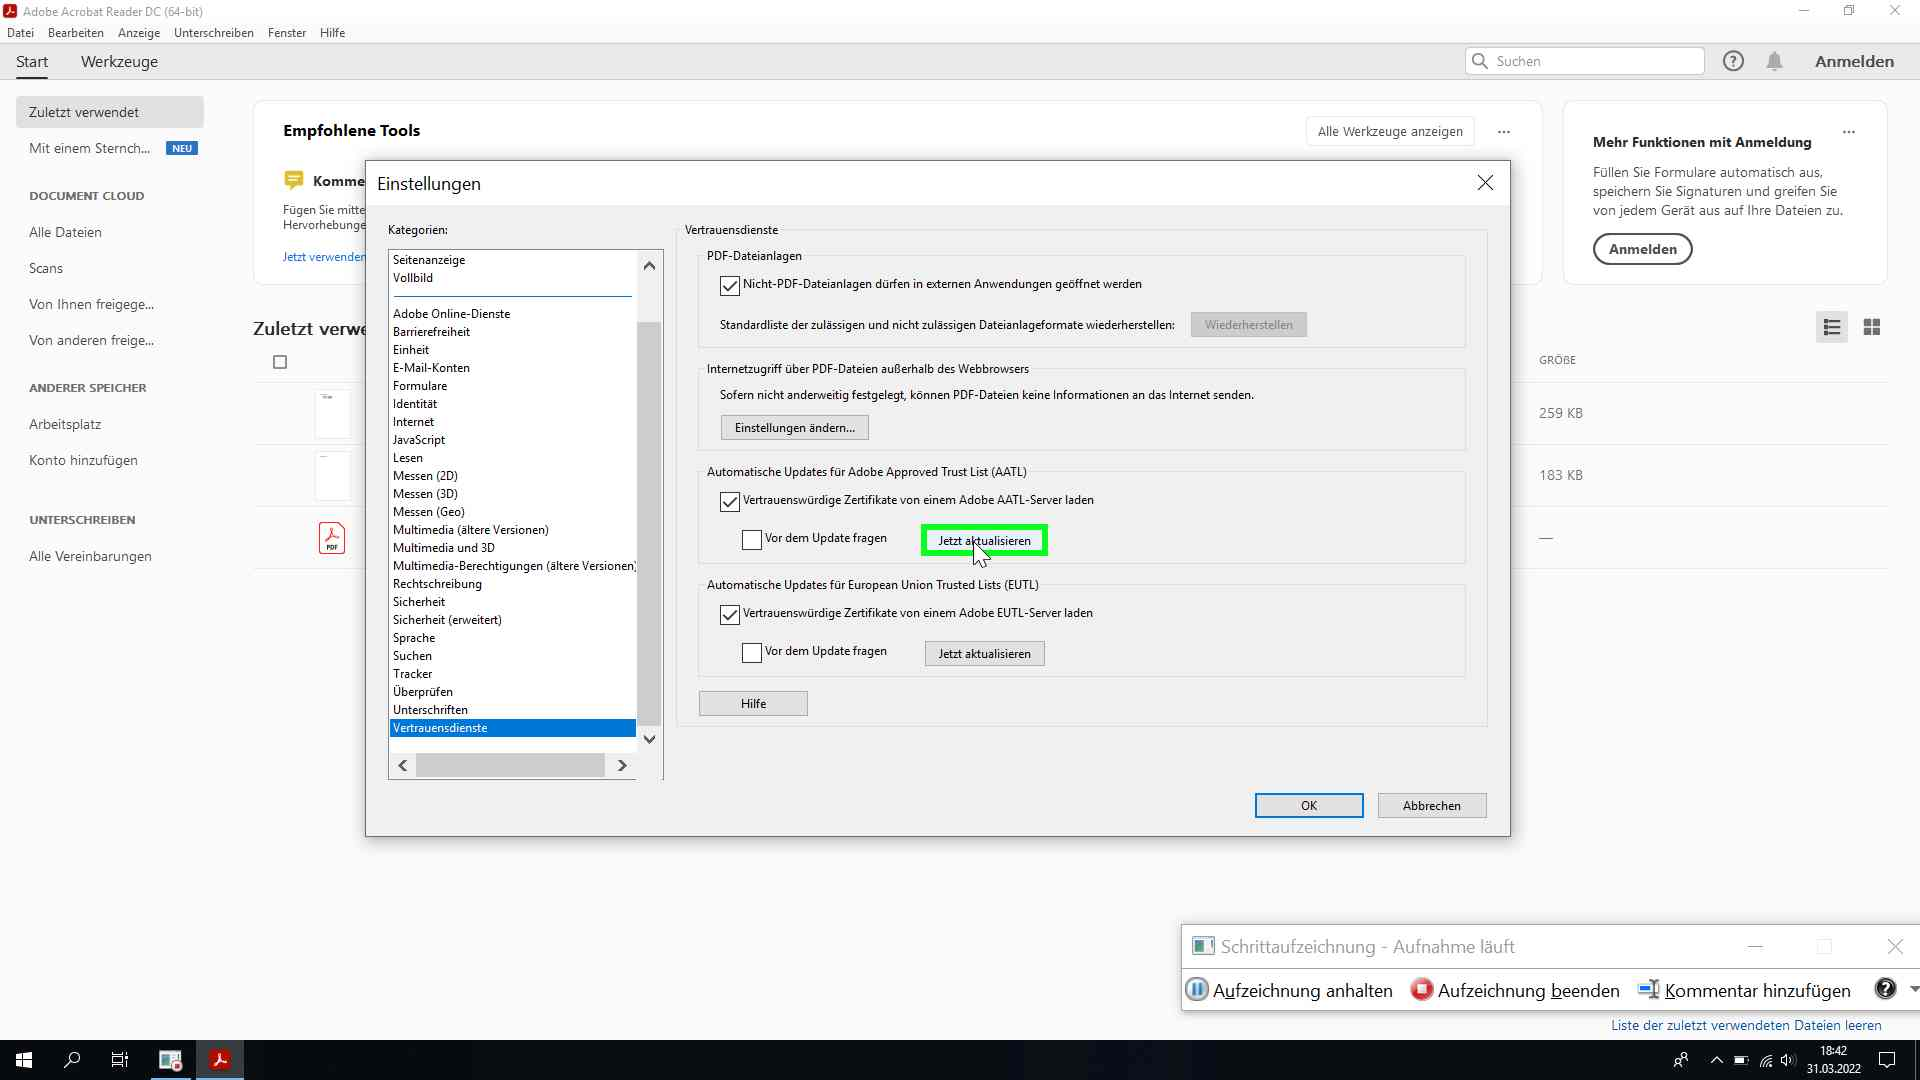 Adobe Acrobat Reader DC (64-bit)
Datei Bearbeiten Anzeige Unterschreiben Fenster Hilfe
Start Werkzeuge
Suchen
Anmelden
Zuletzt verwendet
Mit einem Sternch... NEU
DOCUMENT CLOUD
Alle Dateien
Scans
Von Ihnen freigege...
Von anderen freige...
ANDERER SPEICHER
Arbeitsplatz
Konto hinzufügen
UNTERSCHREIBEN
Alle Vereinbarungen
Empfohlene Tools
Alle Werkzeuge anzeigen
Komme
Fügen Sie mitte
Hervorhebunge
Jetzt verwenden
Mehr Funktionen mit Anmeldung
Füllen Sie Formulare automatisch aus,
speichern Sie Signaturen und greifen Sie
von jedem Gerät aus auf Ihre Dateien zu.
Anmelden
Zuletzt verwe
GRÖẞE
259 KB
183 KB
—
PDF
Einstellungen
Kategorien:
Seitenanzeige
Vollbild
Adobe Online-Dienste
Barrierefreiheit
Einheit
E-Mail-Konten
Formulare
Identität
Internet
JavaScript
Lesen
Messen (2D)
Messen (3D)
Messen (Geo)
Multimedia (ältere Versionen)
Multimedia und 3D
Multimedia-Berechtigungen (ältere Versionen)
Rechtschreibung
Sicherheit
Sicherheit (erweitert)
Sprache
Suchen
Tracker
Überprüfen
Unterschriften
Vertrauensdienste
Vertrauensdienste
PDF-Dateianlagen
Nicht-PDF-Dateianlagen dürfen in externen Anwendungen geöffnet werden
Standardliste der zulässigen und nicht zulässigen Dateianlageformate wiederherstellen: Wiederherstellen
Internetzugriff über PDF-Dateien außerhalb des Webbrowsers
Sofern nicht anderweitig festgelegt, können PDF-Dateien keine Informationen an das Internet senden.
Einstellungen ändern...
Automatische Updates für Adobe Approved Trust List (AATL)
Vertrauenswürdige Zertifikate von einem Adobe AATL-Server laden
Vor dem Update fragen Jetzt aktualisieren
Automatische Updates für European Union Trusted Lists (EUTL)
Vertrauenswürdige Zertifikate von einem Adobe EUTL-Server laden
Vor dem Update fragen Jetzt aktualisieren
Hilfe
OK Abbrechen
Schrittaufzeichnung - Aufnahme läuft
Aufzeichnung anhalten Aufzeichnung beenden Kommentar hinzufügen
Liste der zuletzt verwendeten Dateien leeren
18:42
31.03.2022